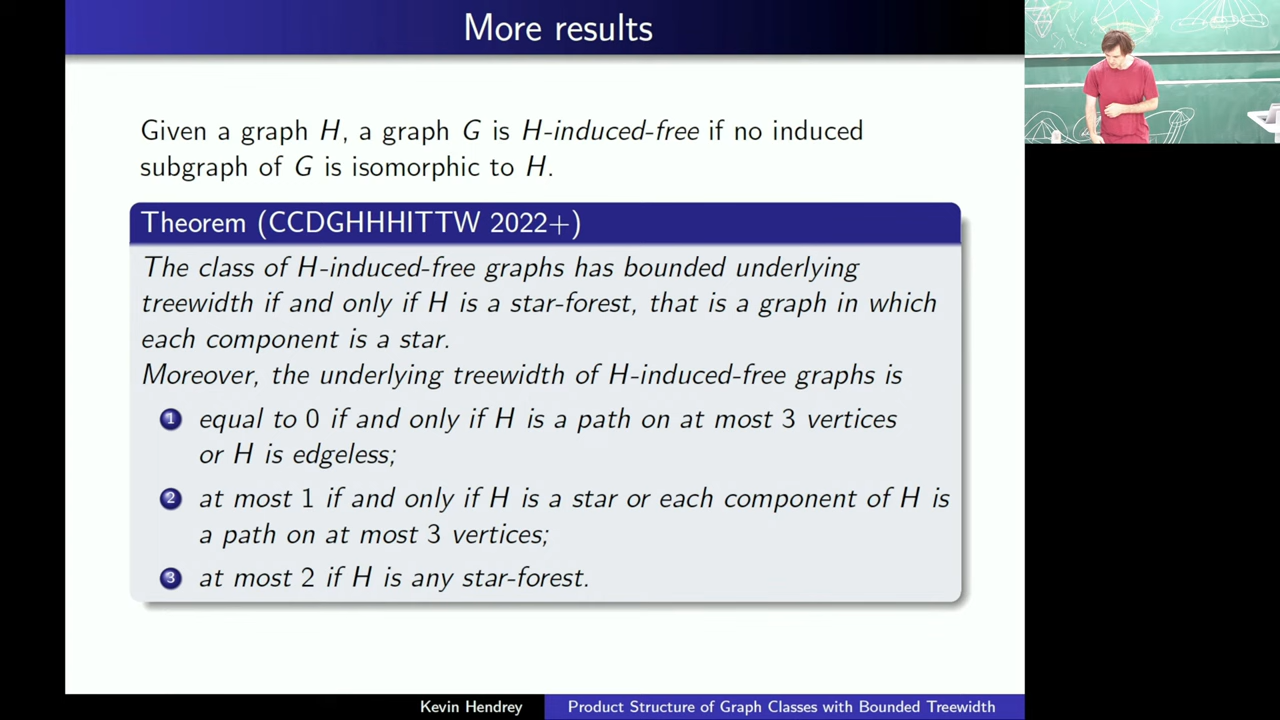 More results
Given a graph H, a graph G is H-induced-free if no induced
subgraph of G is isomorphic to H.
Theorem (CCDGHHHITTW 2022+)
The class of H-induced-free graphs has bounded underlying
treewidth if and only if H is a star-forest, that is a graph in which
each component is a star.
Moreover, the underlying treewidth of H-induced-free graphs is
1 equal to 0 if and only if H is a path on at most 3 vertices
or H is edgeless;
2 at most 1 if and only if H is a star or each component of H is
a path on at most 3 vertices;
3 at most 2 if H is any star-forest.
Kevin Hendrey Product Structure of Graph Classes with Bounded Treewidth